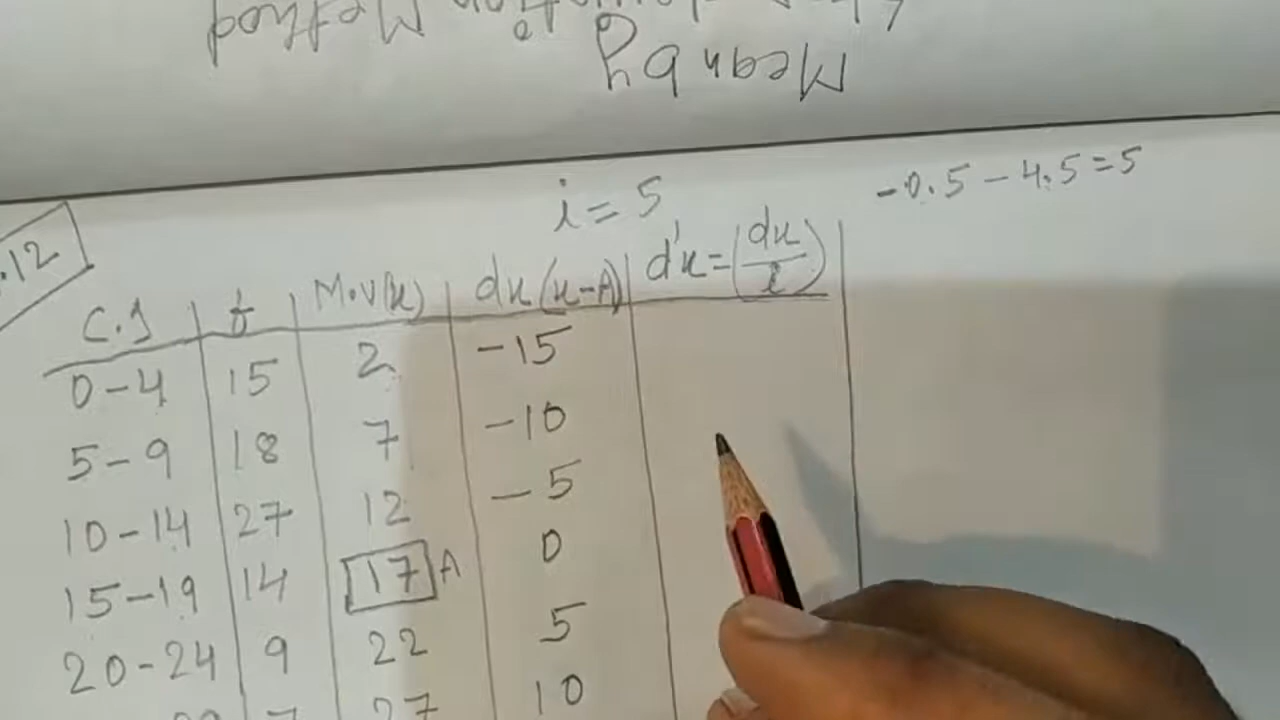 Mean by
Method
i = 5
-0.5 - 4.5 = 5
.12
C.I f M.V(x) dx(x-A) d'x=(dx/i)
0-4 15 2 -15
5-9 18 7 -10
10-14 27 12 -5
15-19 14 17 A 0
20-24 9 22 5
7 27 10